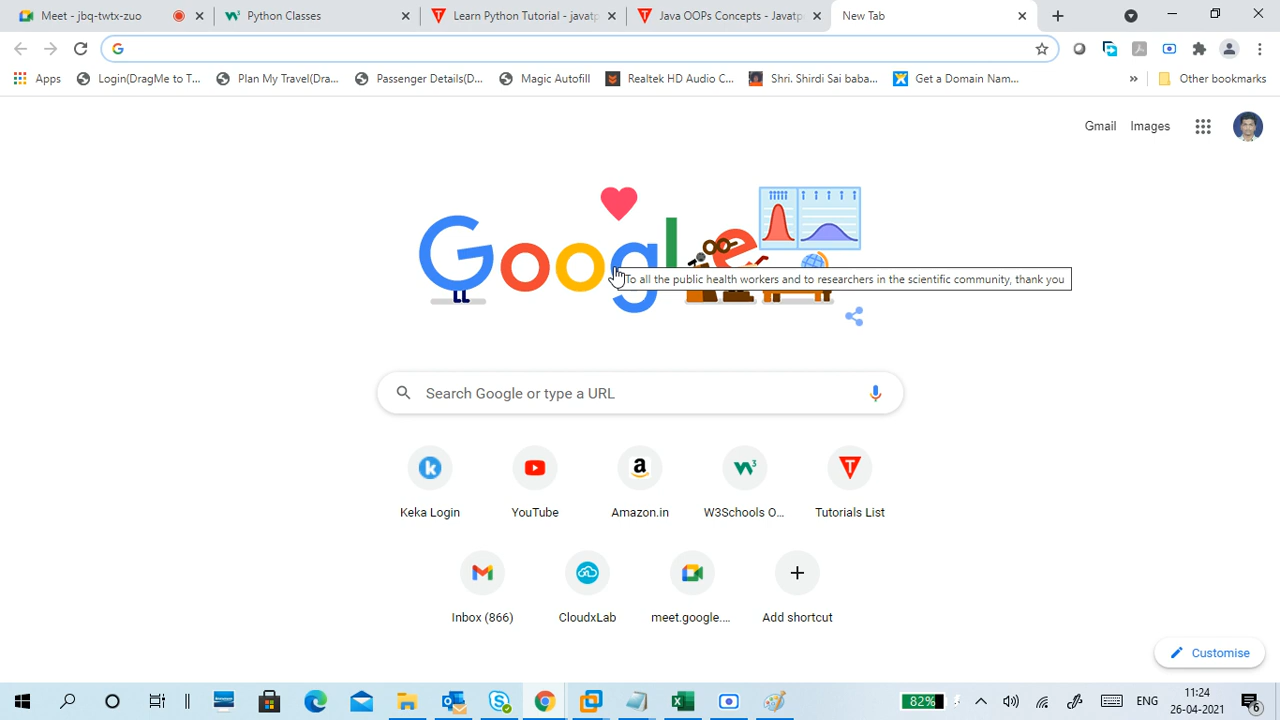 Meet - jbq-twtx-zuo
Python Classes
Learn Python Tutorial - javatp
Java OOPs Concepts - Javatp
New Tab
Apps
Login(DragMe to T...
Plan My Travel(Dra...
Passenger Details(D...
Magic Autofill
Realtek HD Audio C...
Shri. Shirdi Sai baba...
Get a Domain Nam...
»
Other bookmarks
Gmail
Images
Google
To all the public health workers and to researchers in the scientific community, thank you
Search Google or type a URL
Keka Login
YouTube
Amazon.in
W3Schools O...
Tutorials List
Inbox (866)
CloudxLab
meet.google....
Add shortcut
Customise
82%
ENG
11:24
26-04-2021
6